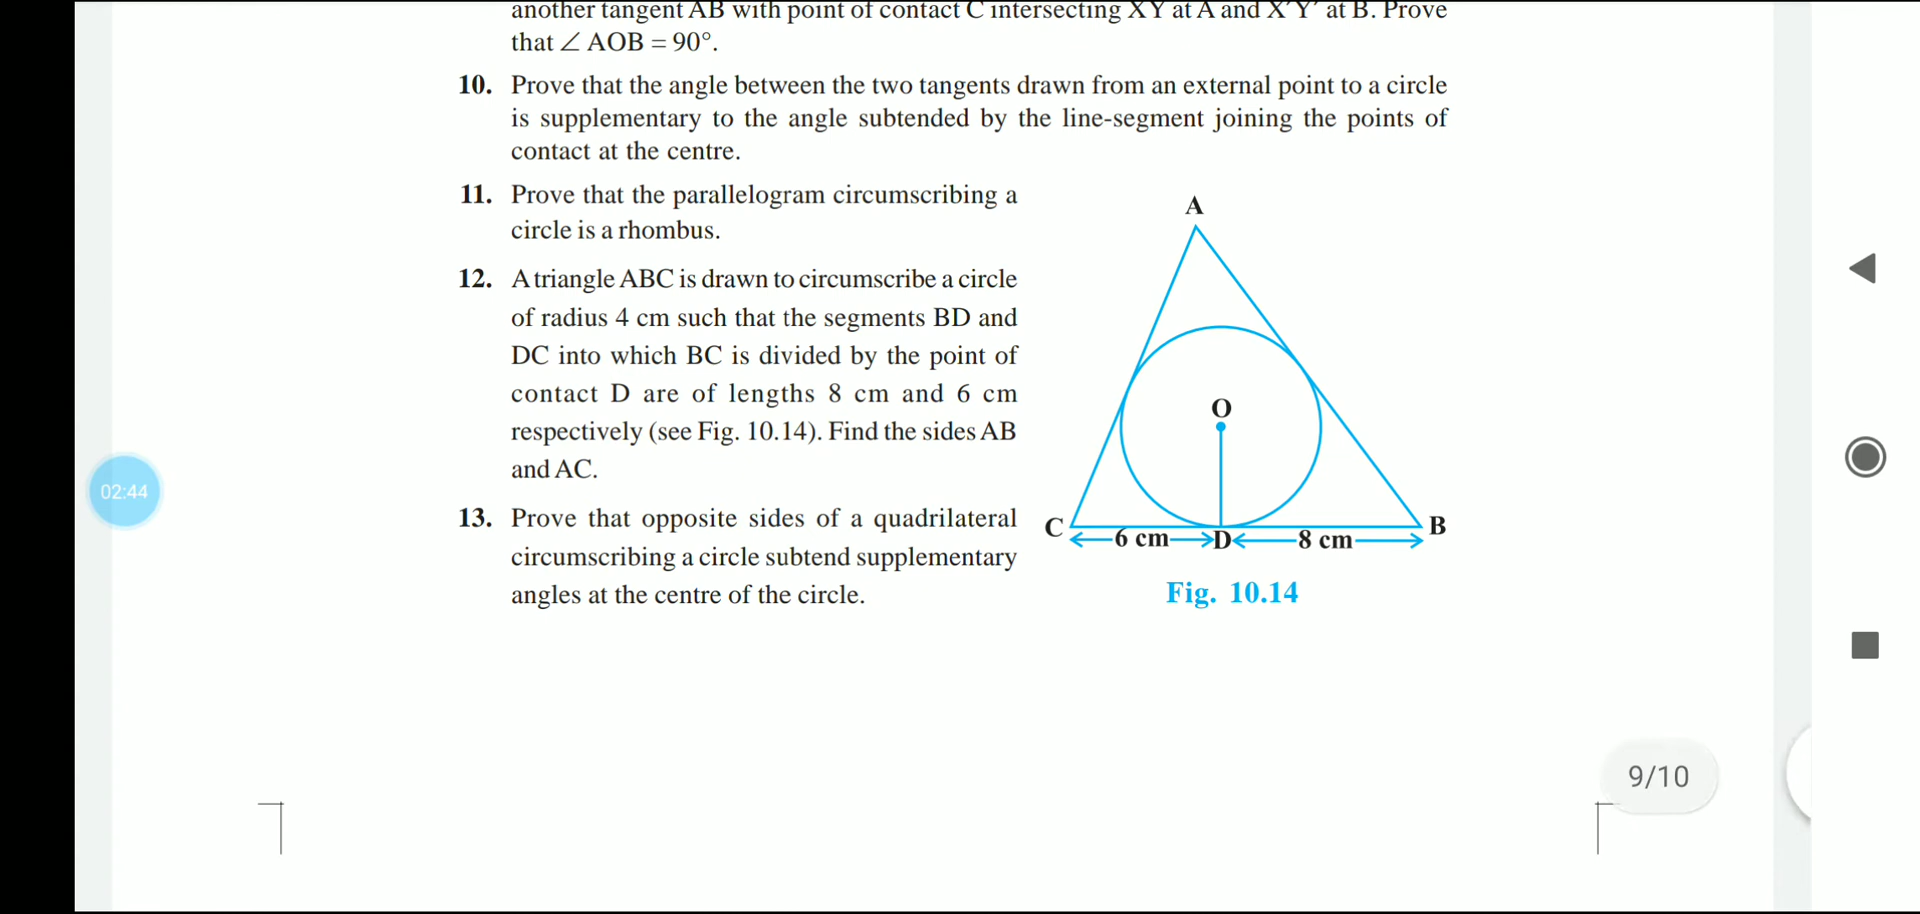 another tangent AB with point of contact C intersecting XY at A and X′Y′ at B. Prove
that ∠ AOB = 90°.
10. Prove that the angle between the two tangents drawn from an external point to a circle
is supplementary to the angle subtended by the line-segment joining the points of
contact at the centre.
11. Prove that the parallelogram circumscribing a
circle is a rhombus.
12. A triangle ABC is drawn to circumscribe a circle
of radius 4 cm such that the segments BD and
DC into which BC is divided by the point of
contact D are of lengths 8 cm and 6 cm
respectively (see Fig. 10.14). Find the sides AB
and AC.
13. Prove that opposite sides of a quadrilateral
circumscribing a circle subtend supplementary
angles at the centre of the circle.
A
O
C
B
6 cm D 8 cm
Fig. 10.14
02:44
9/10